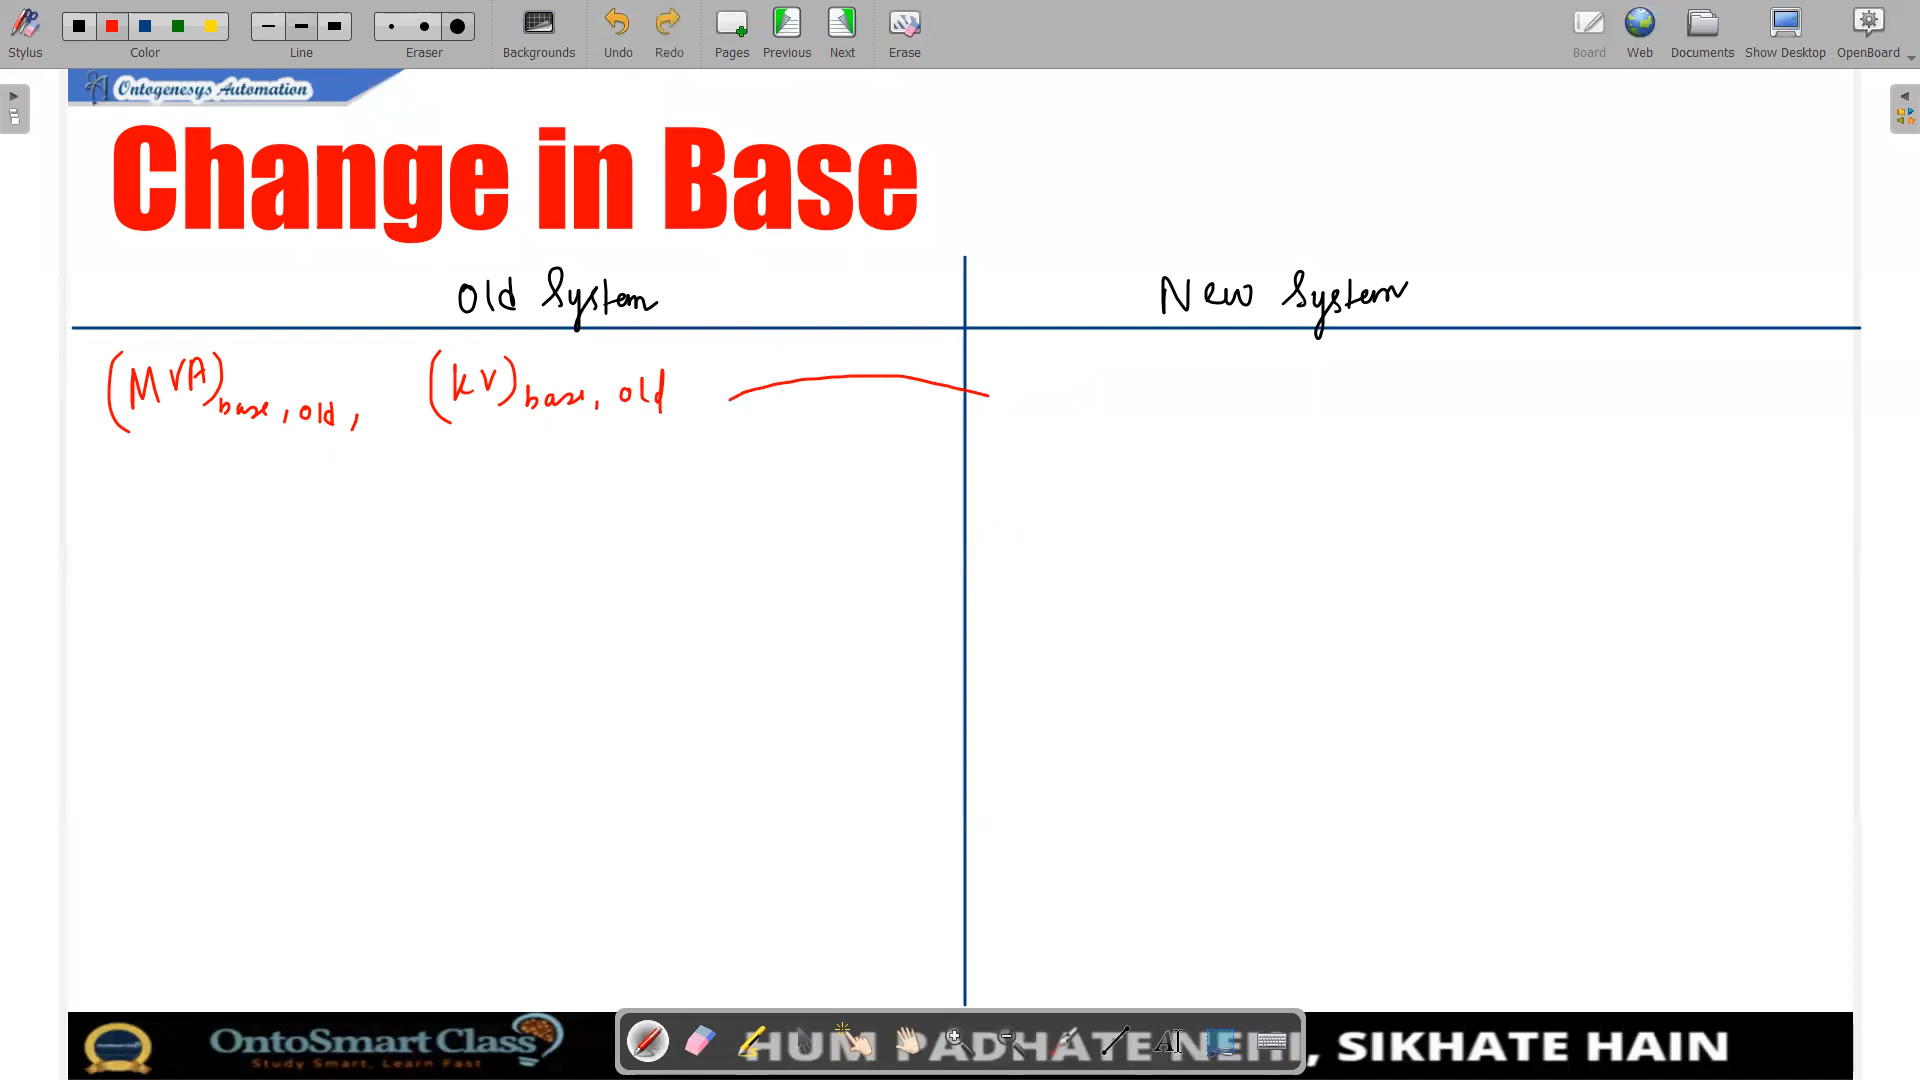 Stylus Color Line Eraser Backgrounds Undo Redo Pages Previous Next Erase Board Web Documents Show Desktop OpenBoard
Ontogenesys Automation
Change in Base
Old System New System
(MVA)base, old, (kV)base, old
OntoSmart Class HUM PADHATE NEHI, SIKHATE HAIN
Study Smart, Learn Fast